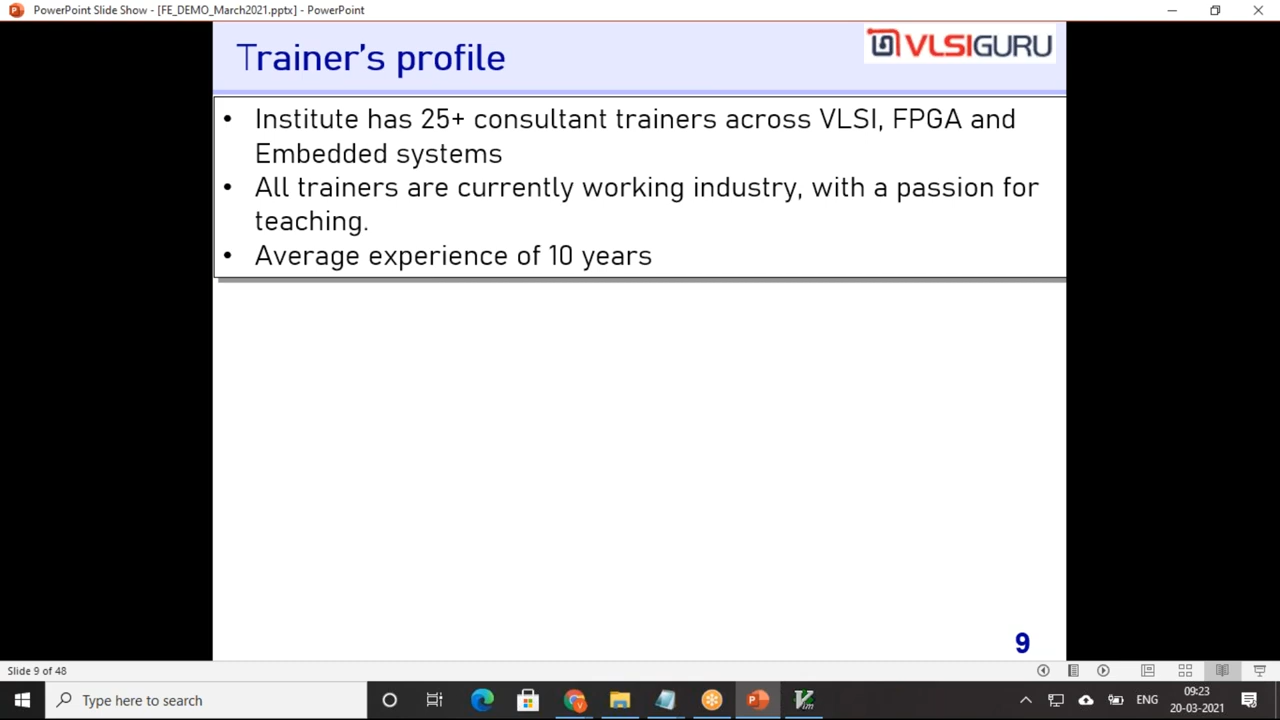 PowerPoint Slide Show - [FE_DEMO_March2021.pptx] - PowerPoint
Trainer's profile
VLSIGURU
• Institute has 25+ consultant trainers across VLSI, FPGA and
Embedded systems
• All trainers are currently working industry, with a passion for
teaching.
• Average experience of 10 years
9
Slide 9 of 48
Type here to search
ENG
09:23
20-03-2021